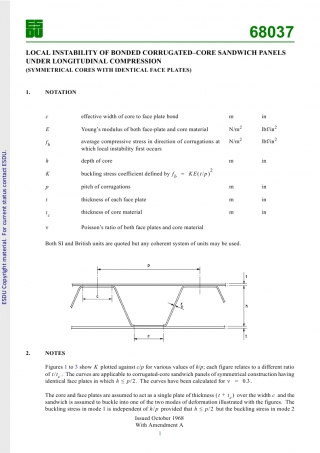 ESDU
68037
LOCAL INSTABILITY OF BONDED CORRUGATED–CORE SANDWICH PANELS
UNDER LONGITUDINAL COMPRESSION
(SYMMETRICAL CORES WITH IDENTICAL FACE PLATES)
1. NOTATION
c effective width of core to face plate bond m in
E Young's modulus of both face-plate and core material N/m² lbf/in²
f_b average compressive stress in direction of corrugations at N/m² lbf/in²
which local instability first occurs
h depth of core m in
K buckling stress coefficient defined by f_b = KE(t/p)²
p pitch of corrugations m in
t thickness of each face plate m in
t_c thickness of core material m in
ν Poisson's ratio of both face plates and core material
Both SI and British units are quoted but any coherent system of units may be used.
p
t
c
t_c
h
c
t
2. NOTES
Figures 1 to 3 show K plotted against c/p for various values of h/p; each figure relates to a different ratio
of t/t_c. The curves are applicable to corrugated-core sandwich panels of symmetrical construction having
identical face plates in which h ≤ p/2. The curves have been calculated for ν = 0.3.
The core and face plates are assumed to act as a single plate of thickness (t + t_c) over the width c and the
sandwich is assumed to buckle into one of the two modes of deformation illustrated with the figures. The
buckling stress in mode 1 is independent of h/p provided that h ≤ p/2 but the buckling stress in mode 2
Issued October 1968
With Amendment A
1
ESDU Copyright material. For current status contact ESDU.